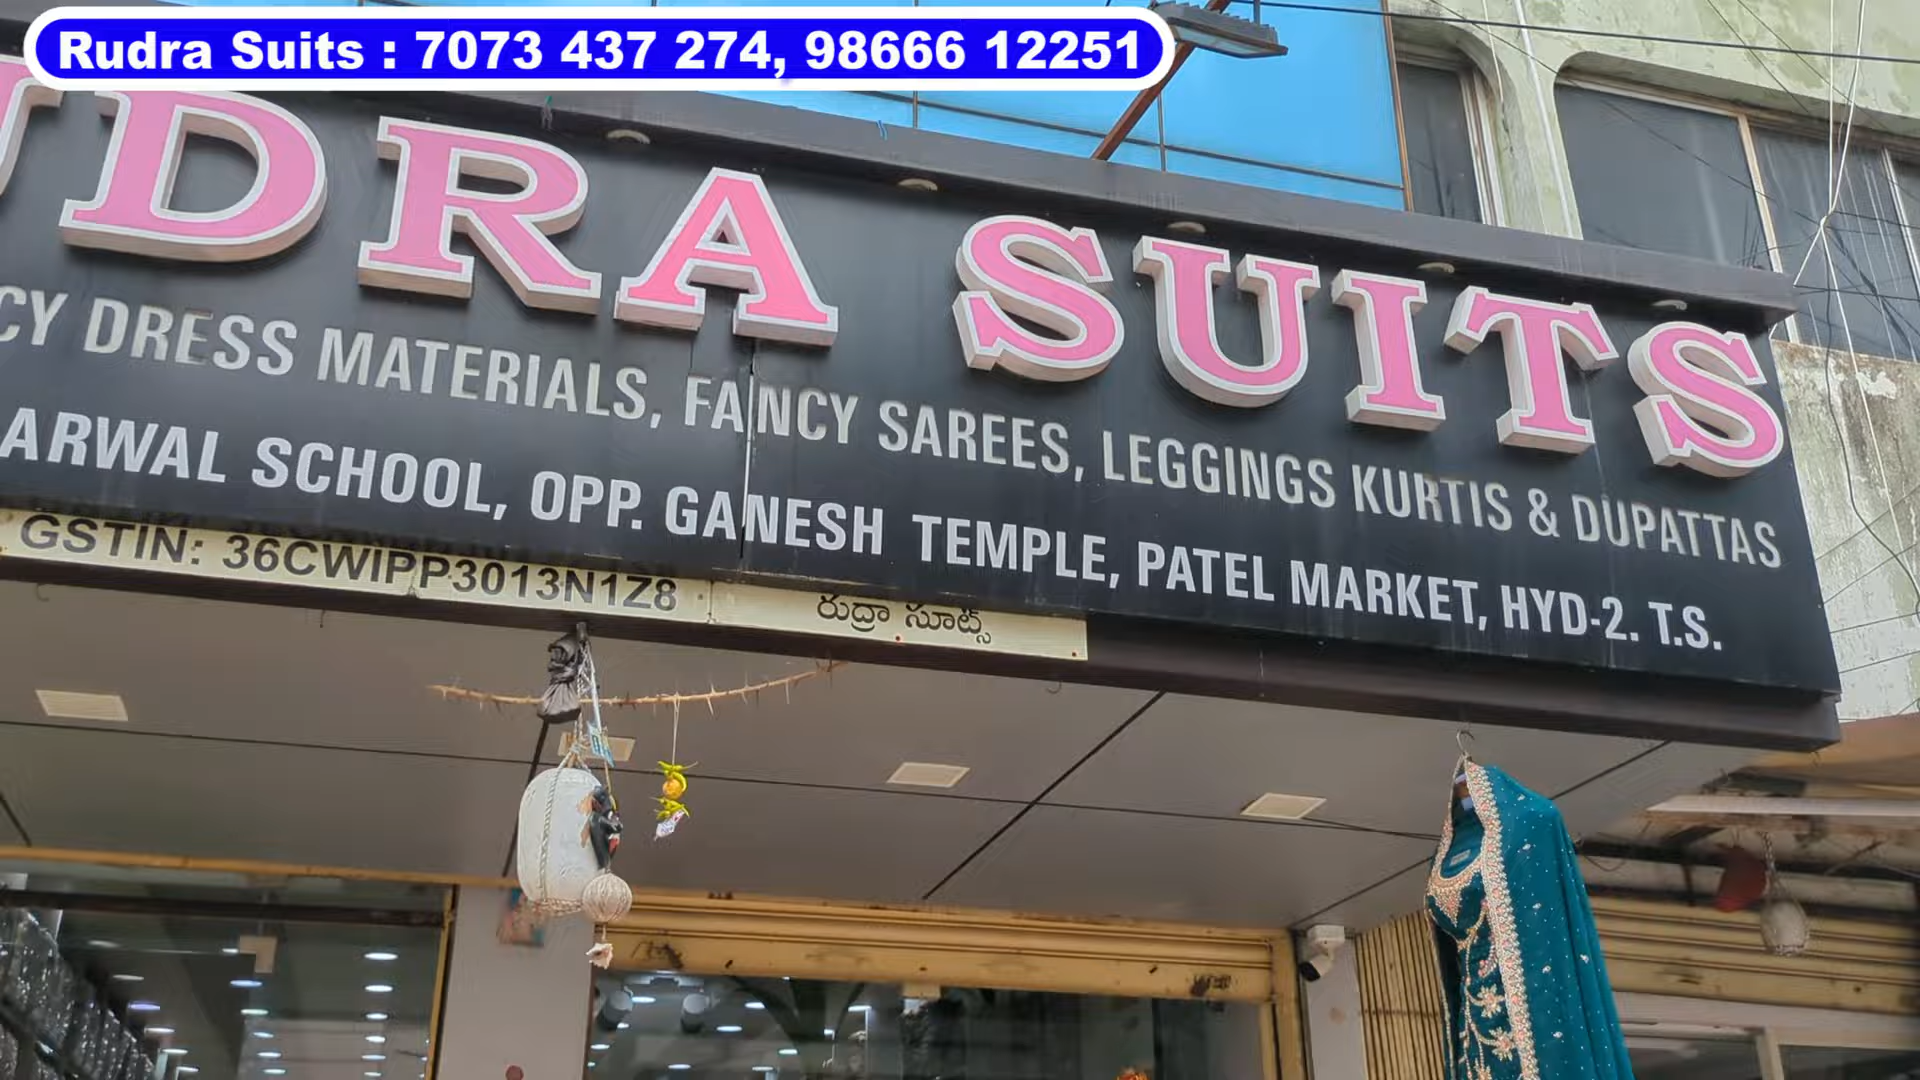 Rudra Suits : 7073 437 274, 98666 12251
UDRA SUITS
CY DRESS MATERIALS, FANCY SAREES, LEGGINGS KURTIS & DUPATTAS
ARWAL SCHOOL, OPP. GANESH TEMPLE, PATEL MARKET, HYD-2. T.S.
GSTIN: 36CWIPP3013N1Z8
రుద్రా సూట్స్